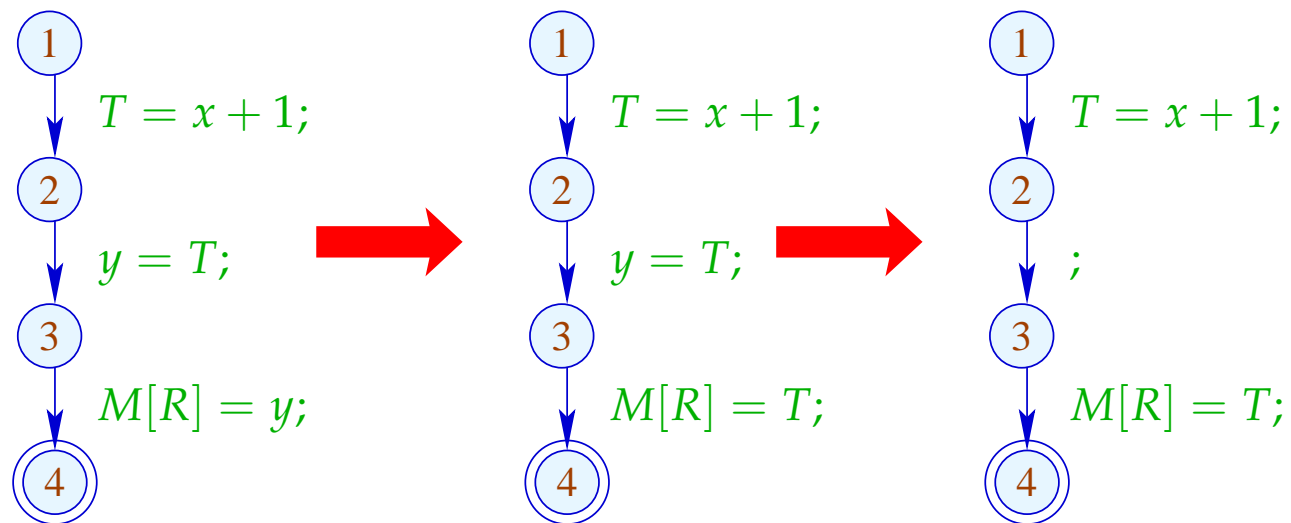 1 1 1
T = x + 1; T = x + 1; T = x + 1;
2 2 2
y = T; y = T; ;
3 3 3
M[R] = y; M[R] = T; M[R] = T;
4 4 4